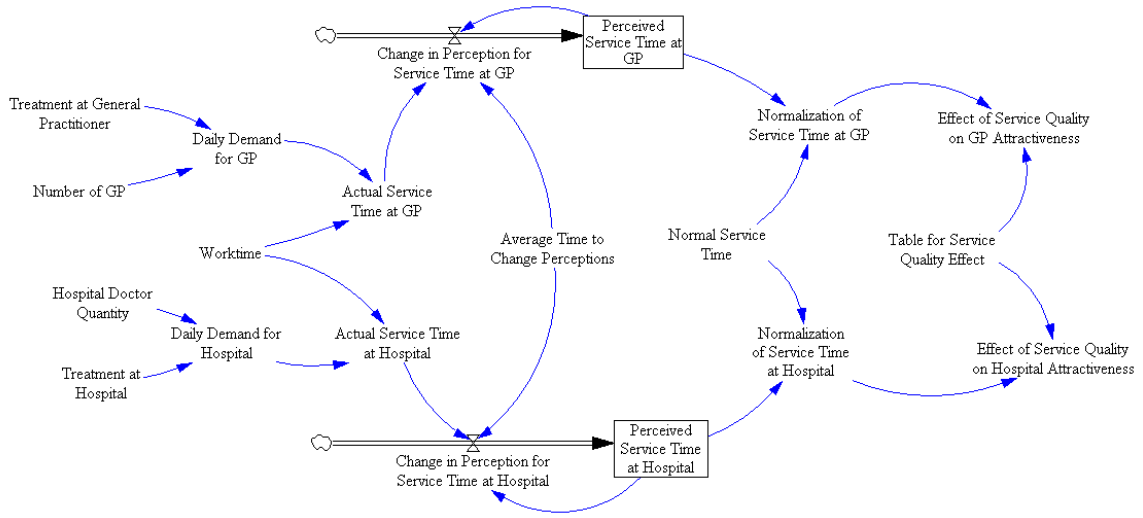 Perceived
Service Time at
GP
Change in Perception for
Service Time at GP
Treatment at General
Practitioner
Normalization of
Service Time at GP
Effect of Service Quality
on GP Attractiveness
Daily Demand
for GP
Number of GP
Actual Service
Time at GP
Worktime
Average Time to
Change Perceptions
Normal Service
Time
Table for Service
Quality Effect
Hospital Doctor
Quantity
Daily Demand for
Hospital
Actual Service Time
at Hospital
Normalization
of Service Time
at Hospital
Effect of Service Quality
on Hospital Attractiveness
Treatment at
Hospital
Perceived
Service Time
at Hospital
Change in Perception for
Service Time at Hospital